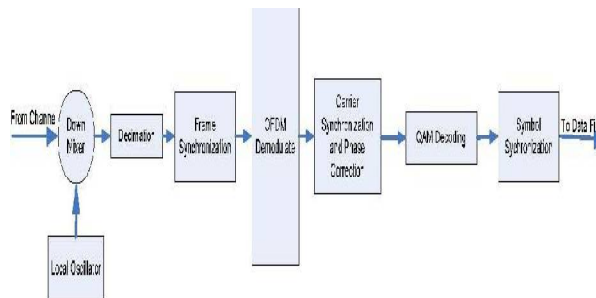 From Channe
Down
Mixer
Local Oscillator
Decimation
Frame
Synchronization
OFDM
Demodulate
Carrier
Synchronization
and Phase
Correction
QAM Decoding
Symbol
Sychronization
To Data Fi